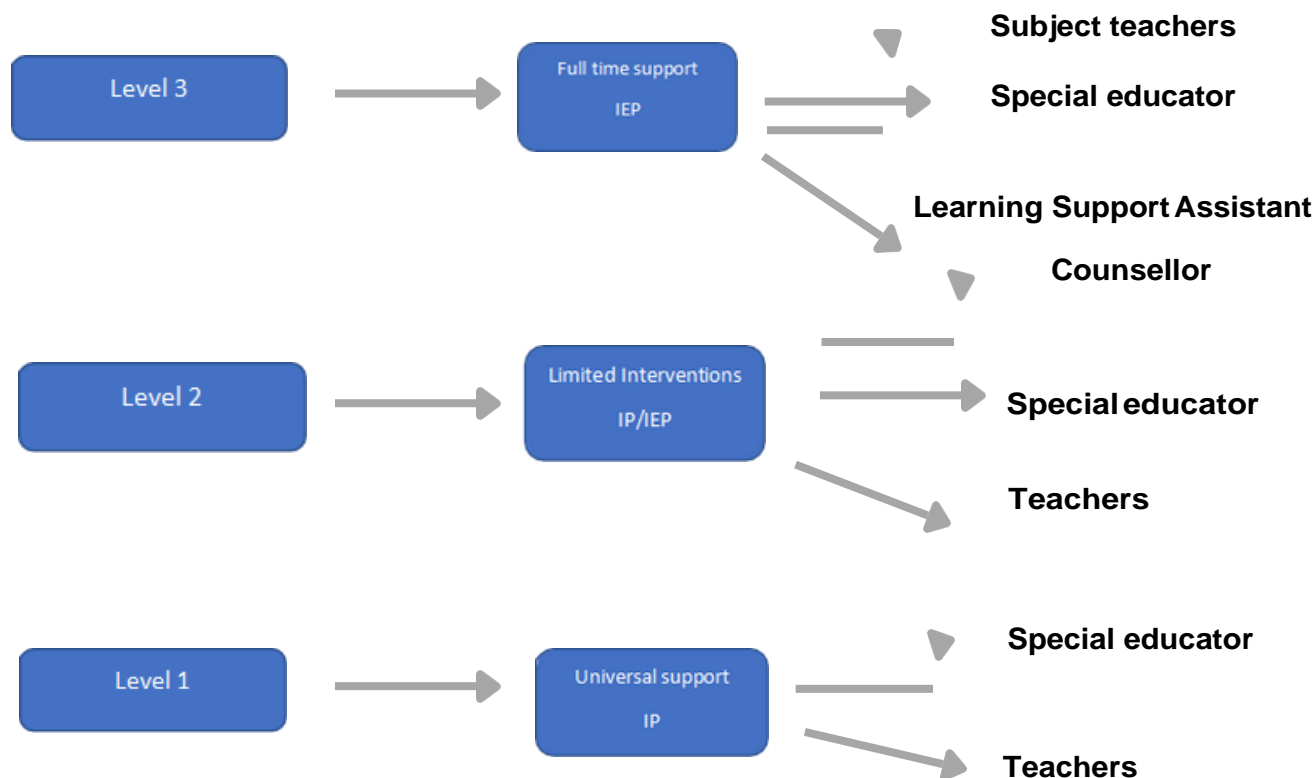 Subject teachers
Level 3
Full time support
IEP
Special educator
Learning Support Assistant
Counsellor
Level 2
Limited Interventions
IP/IEP
Special educator
Teachers
Level 1
Universal support
IP
Special educator
Teachers